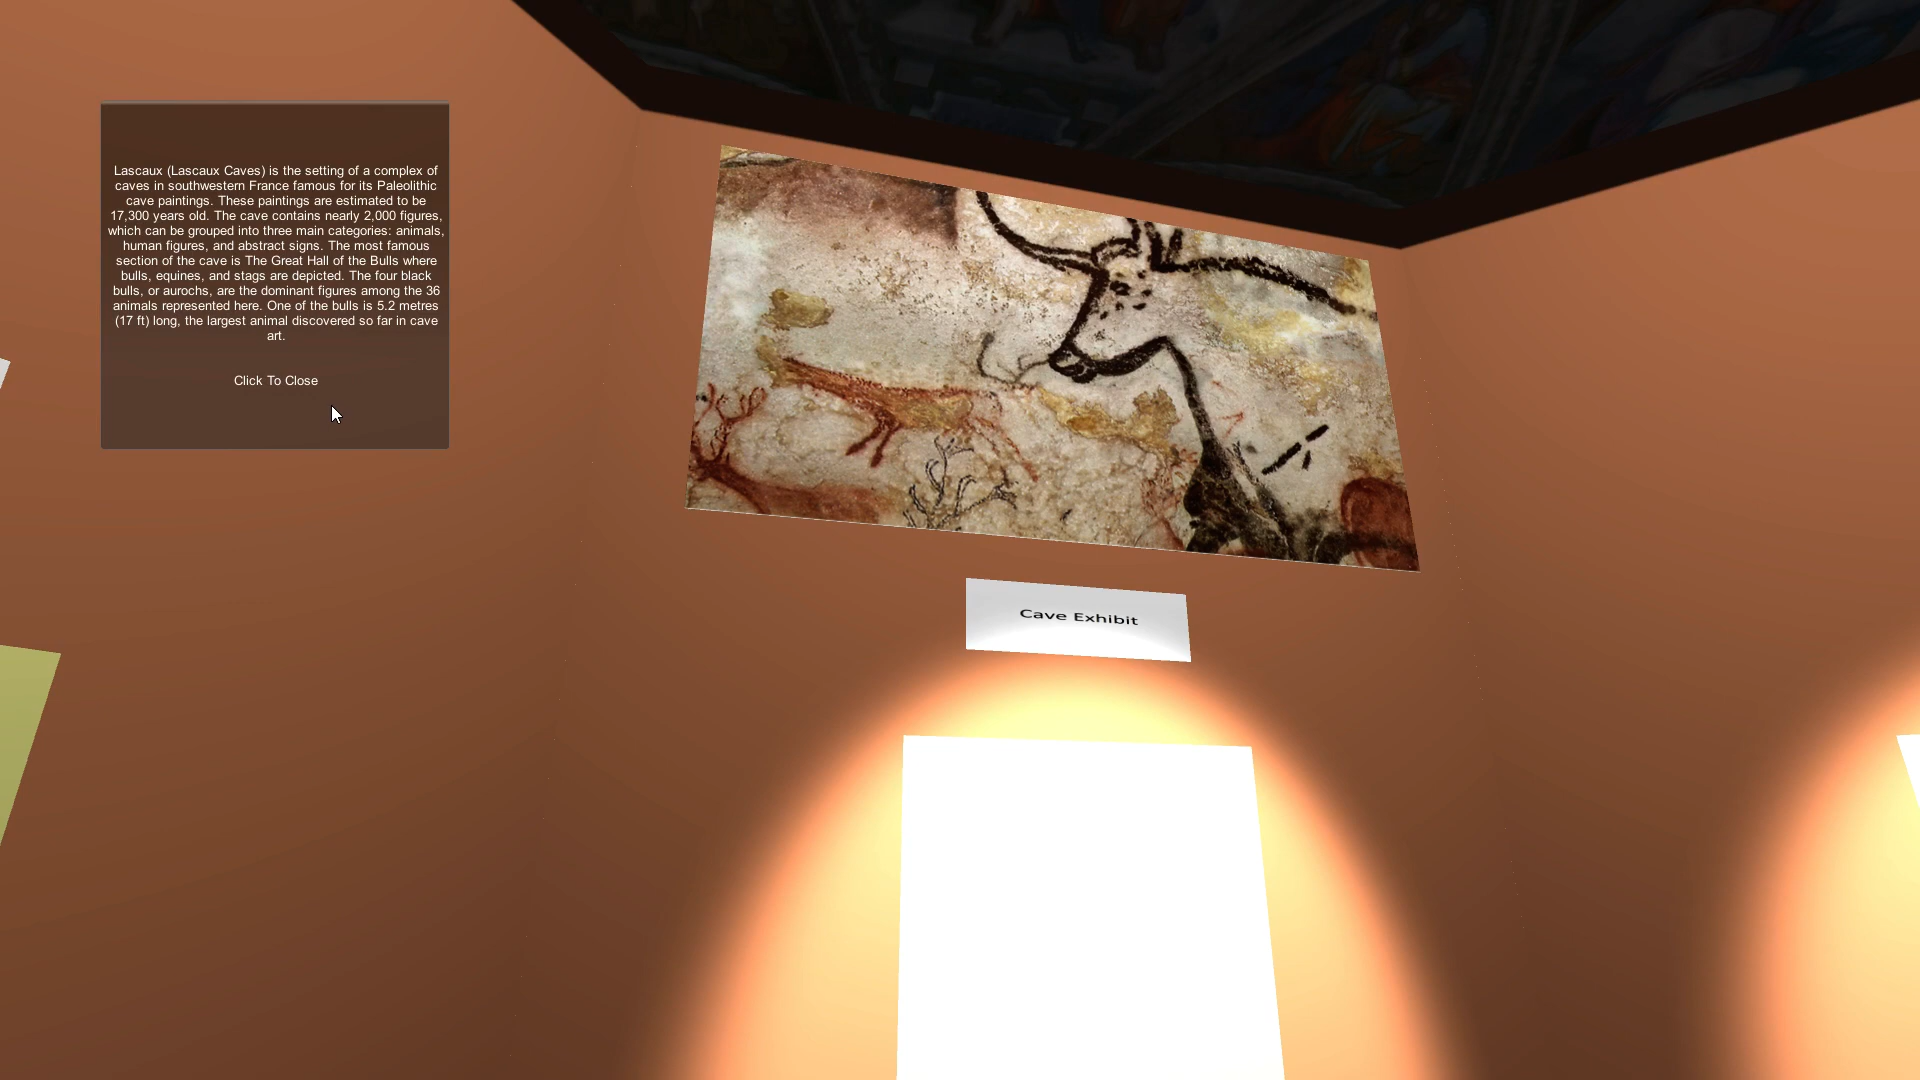 Lascaux (Lascaux Caves) is the setting of a complex of
caves in southwestern France famous for its Paleolithic
cave paintings. These paintings are estimated to be
17,300 years old. The cave contains nearly 2,000 figures,
which can be grouped into three main categories: animals,
human figures, and abstract signs. The most famous
section of the cave is The Great Hall of the Bulls where
bulls, equines, and stags are depicted. The four black
bulls, or aurochs, are the dominant figures among the 36
animals represented here. One of the bulls is 5.2 metres
(17 ft) long, the largest animal discovered so far in cave
art.
Click To Close
Cave Exhibit